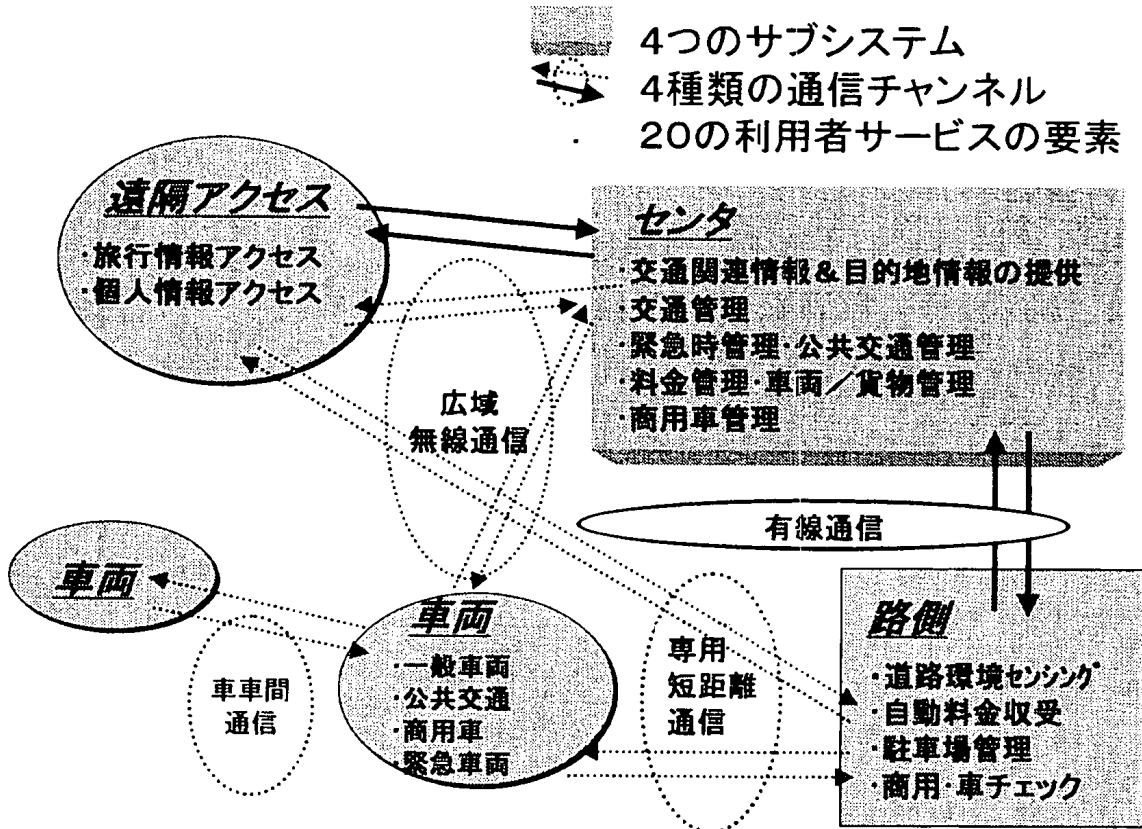 4つのサブシステム
4種類の通信チャンネル
· 20の利用者サービスの要素
遠隔アクセス
·旅行情報アクセス
·個人情報アクセス
センタ
·交通関連情報&目的地情報の提供
·交通管理
·緊急時管理·公共交通管理
·料金管理·車両／貨物管理
·商用車管理
広域
無線通信
有線通信
車両
車車間
通信
車両
·一般車両
·公共交通
·商用車
·緊急車両
専用
短距離
通信
路側
·道路環境センシング
·自動料金収受
·駐車場管理
·商用·車チェック